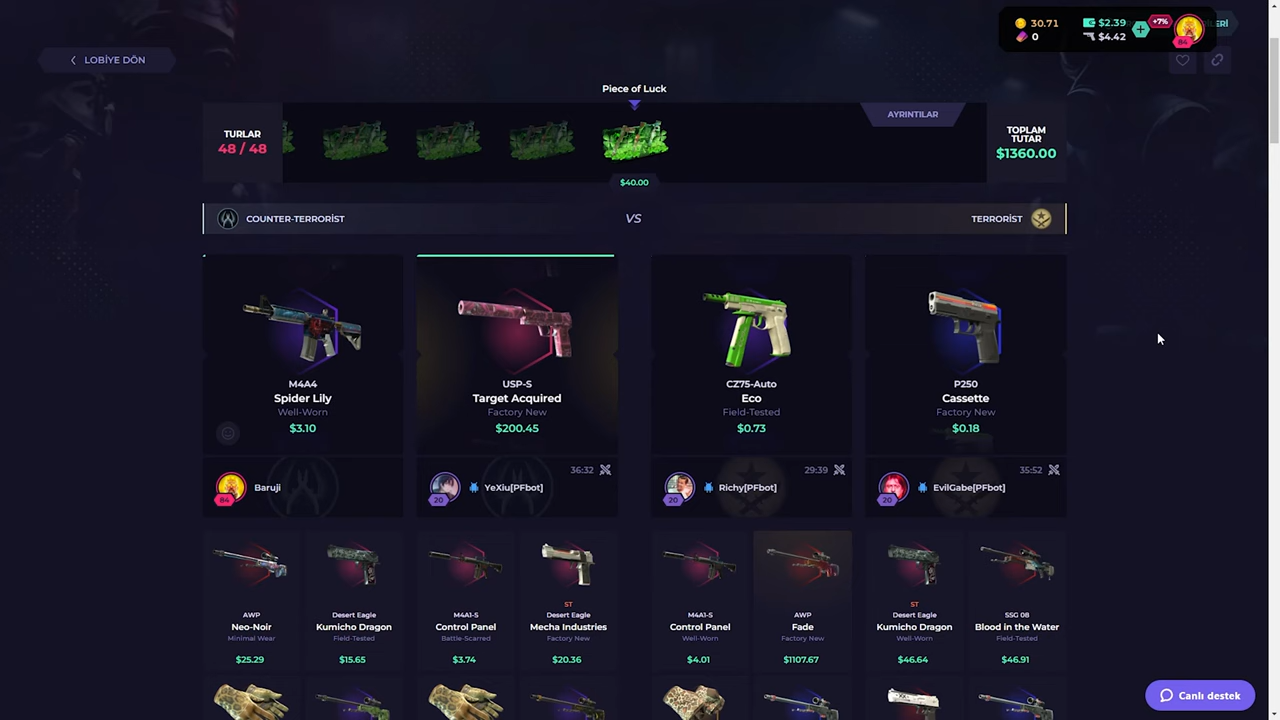 30.71
$2.39
+7%
İLERİ
0
$4.42
84
LOBİYE DÖN
Piece of Luck
TURLAR
48 / 48
AYRINTILAR
TOPLAM
TUTAR
$1360.00
$40.00
COUNTER-TERRORİST
VS
TERRORİST
M4A4
Spider Lily
Well-Worn
$3.10
USP-S
Target Acquired
Factory New
$200.45
CZ75-Auto
Eco
Field-Tested
$0.73
P250
Cassette
Factory New
$0.18
84
Baruji
36:32
20
YeXiu[PFbot]
29:39
20
Richy[PFbot]
35:52
20
EvilGabe[PFbot]
AWP
Neo-Noir
Minimal Wear
$25.29
Desert Eagle
Kumicho Dragon
Field-Tested
$15.65
M4A1-S
Control Panel
Battle-Scarred
$3.74
ST
Desert Eagle
Mecha Industries
Factory New
$20.36
M4A1-S
Control Panel
Well-Worn
$4.01
AWP
Fade
Factory New
$1107.67
ST
Desert Eagle
Kumicho Dragon
Well-Worn
$46.64
SSG 08
Blood in the Water
Field-Tested
$46.91
Canlı destek